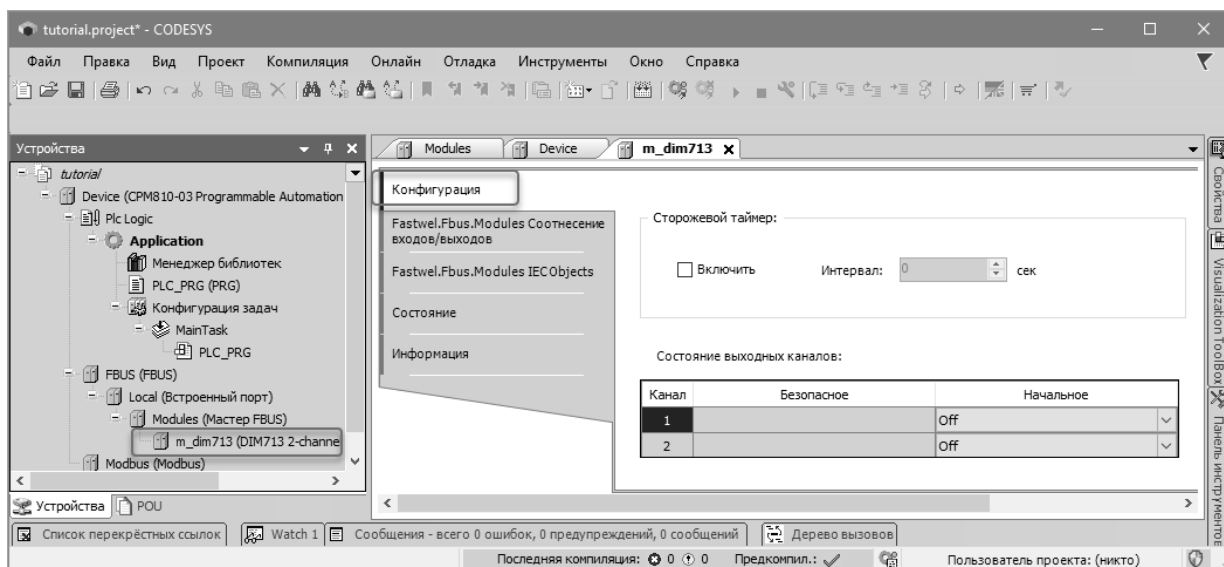 tutorial.project* - CODESYS
Файл Правка Вид Проект Компиляция Онлайн Отладка Инструменты Окно Справка
Устройства
tutorial
Device (CPM810-03 Programmable Automation
Plc Logic
Application
Менеджер библиотек
PLC_PRG (PRG)
Конфигурация задач
MainTask
PLC_PRG
FBUS (FBUS)
Local (Встроенный порт)
Modules (Мастер FBUS)
m_dim713 (DIM713 2-channe
Modbus (Modbus)
Устройства POU
Modules Device m_dim713
Конфигурация
Fastwel.Fbus.Modules Соотнесение
входов/выходов
Fastwel.Fbus.Modules IECObjects
Состояние
Информация
Сторожевой таймер:
Включить Интервал: 0 сек
Состояние выходных каналов:
Канал Безопасное Начальное
1 Off
2 Off
Свойства
Visualization ToolBox
Панель инструментов
Список перекрёстных ссылок Watch 1 Сообщения - всего 0 ошибок, 0 предупреждений, 0 сообщений Дерево вызовов
Последняя компиляция: 0 0 Предкомпил.: Пользователь проекта: (никто)